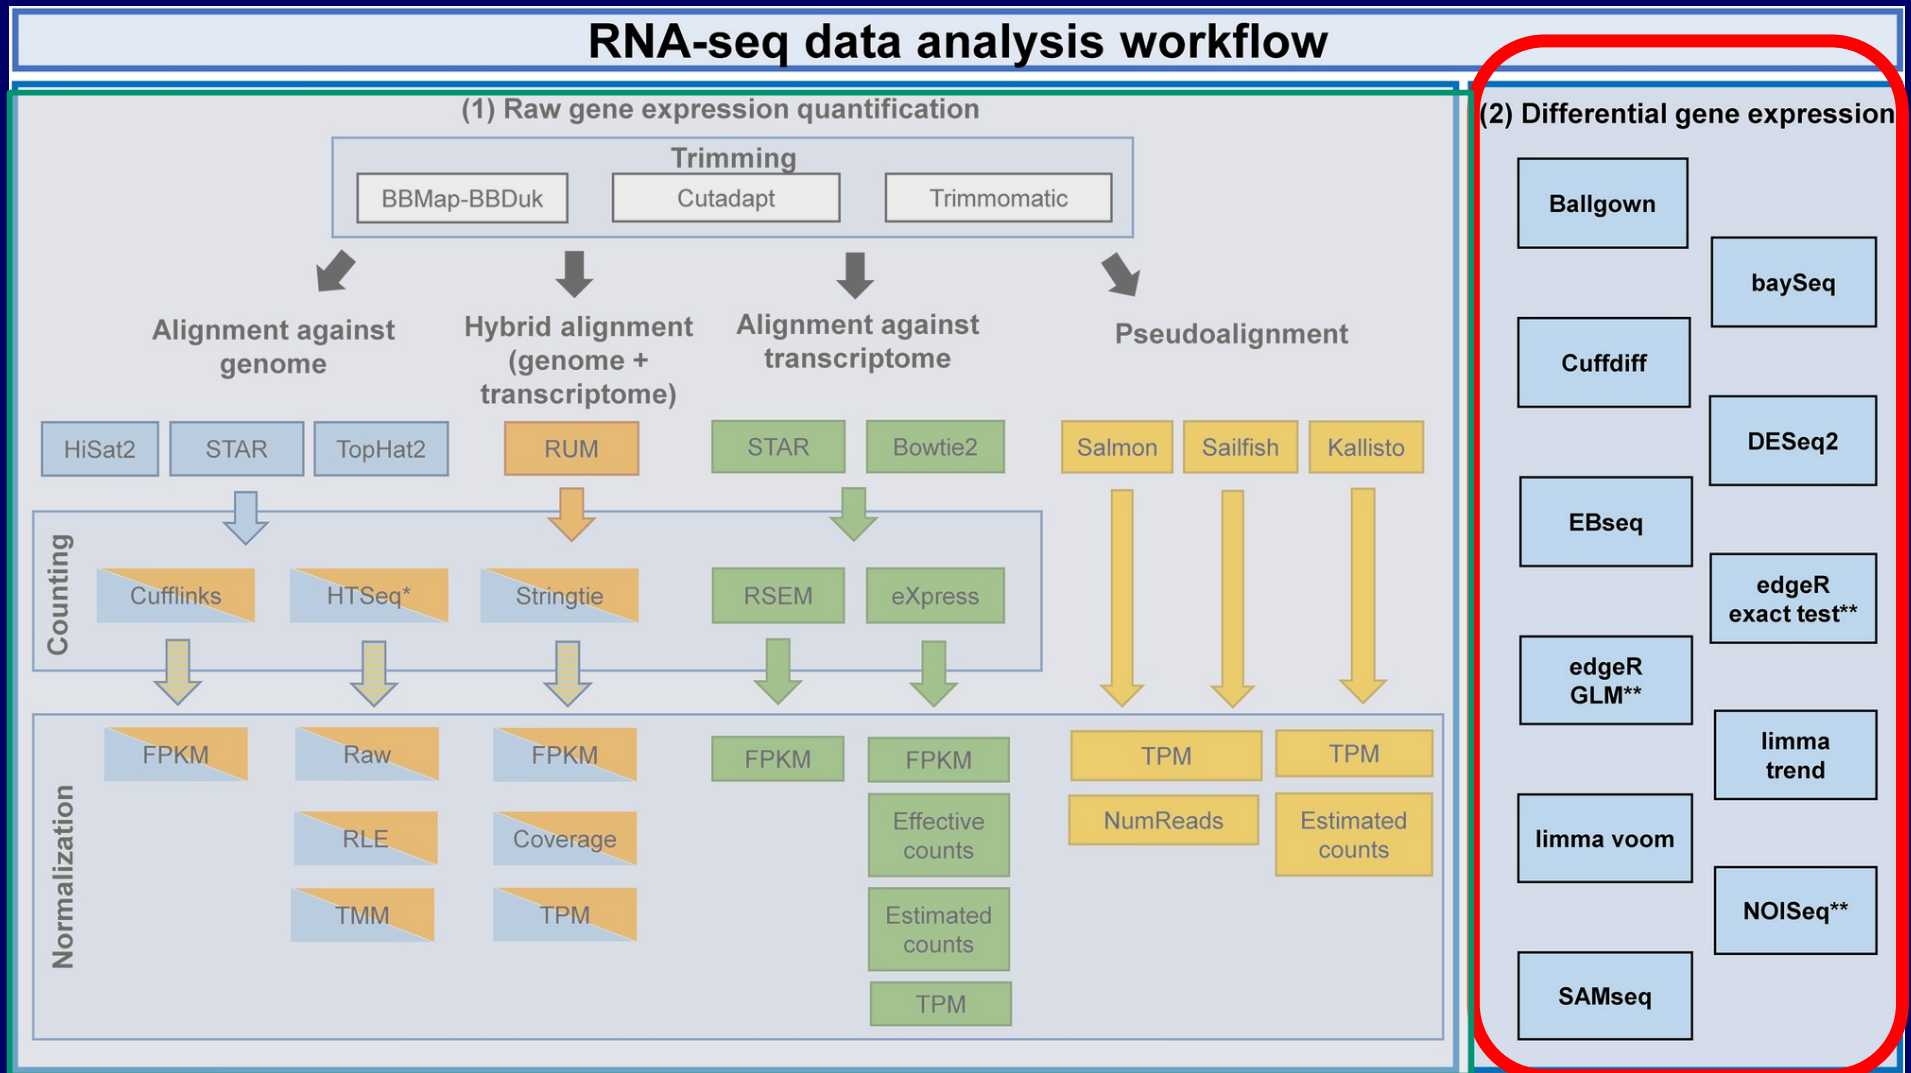 RNA-seq data analysis workflow
(1) Raw gene expression quantification
Trimming
BBMap-BBDuk
Cutadapt
Trimmomatic
Alignment against
genome
Hybrid alignment
(genome +
transcriptome)
Alignment against
transcriptome
Pseudoalignment
HiSat2
STAR
TopHat2
RUM
STAR
Bowtie2
Salmon
Sailfish
Kallisto
Counting
Cufflinks
HTSeq*
Stringtie
RSEM
eXpress
Normalization
FPKM
Raw
RLE
TMM
FPKM
Coverage
TPM
FPKM
FPKM
Effective
counts
Estimated
counts
TPM
TPM
NumReads
TPM
Estimated
counts
(2) Differential gene expression
Ballgown
baySeq
Cuffdiff
DESeq2
EBseq
edgeR
exact test**
edgeR
GLM**
limma
trend
limma voom
NOISeq**
SAMseq